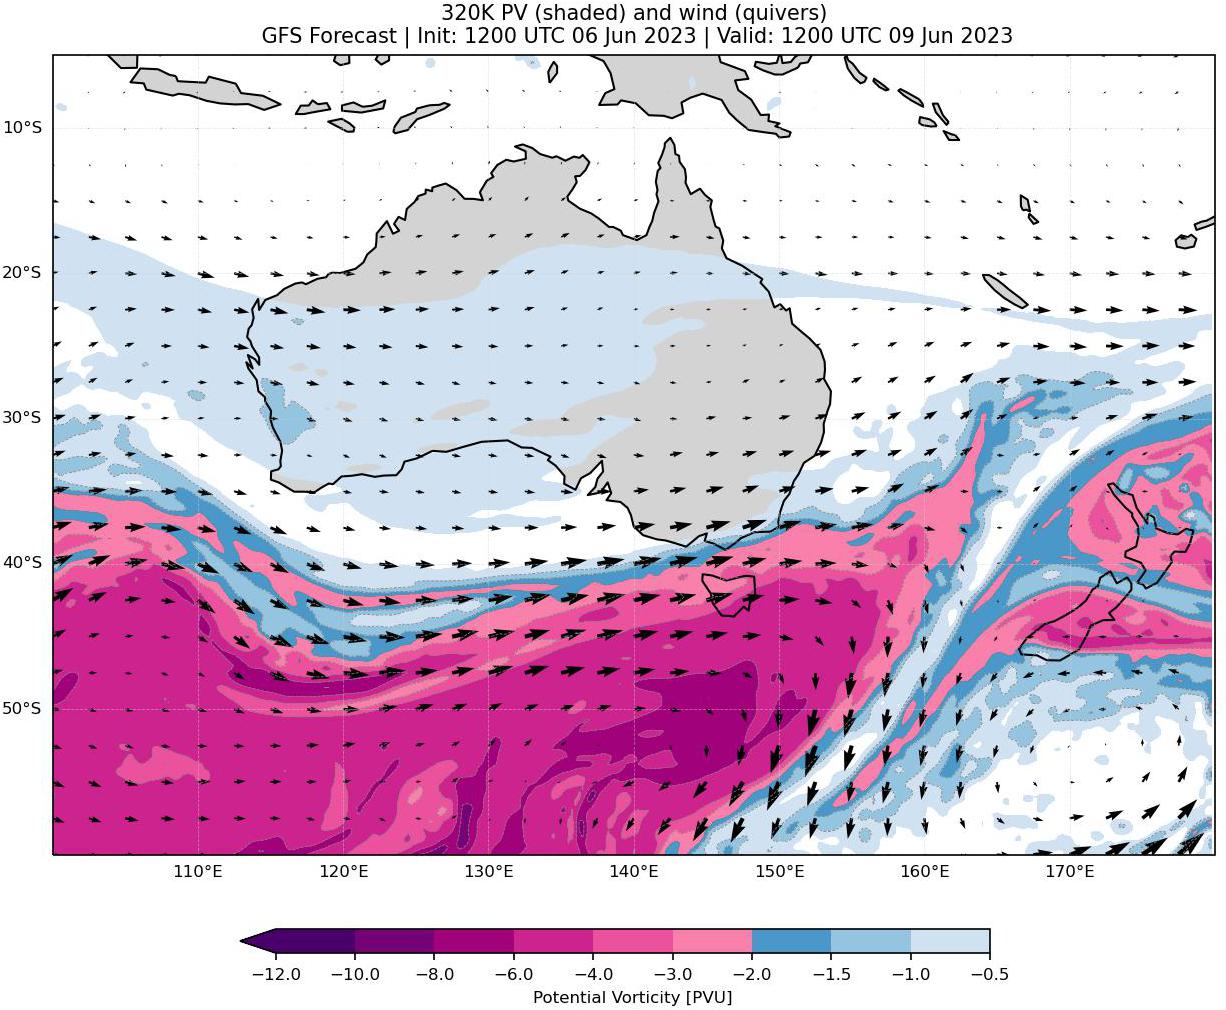 320K PV (shaded) and wind (quivers)
GFS Forecast | Init: 1200 UTC 06 Jun 2023 | Valid: 1200 UTC 09 Jun 2023
10°S
20°S
30°S
40°S
50°S
110°E 120°E 130°E 140°E 150°E 160°E 170°E
−12.0 −10.0 −8.0 −6.0 −4.0 −3.0 −2.0 −1.5 −1.0 −0.5
Potential Vorticity [PVU]